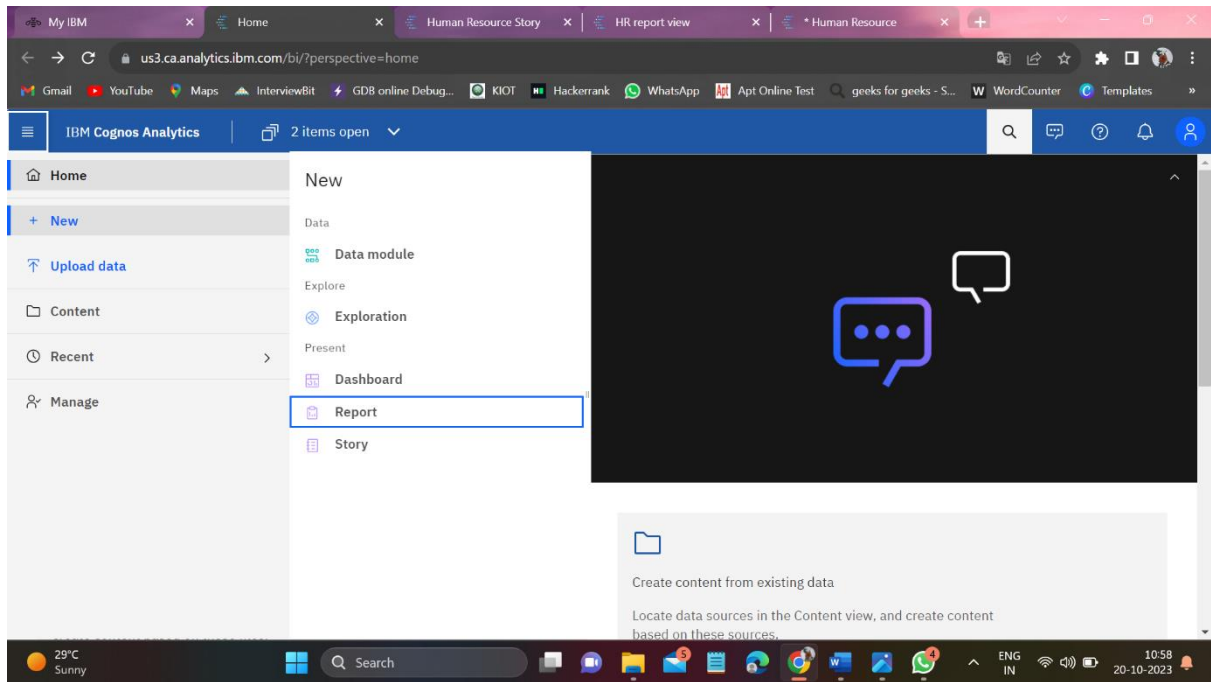 My IBM
Home
Human Resource Story
HR report view
* Human Resource
us3.ca.analytics.ibm.com/bi/?perspective=home
Gmail YouTube Maps InterviewBit GDB online Debug... KIOT Hackerrank WhatsApp Apt Online Test geeks for geeks - S... WordCounter Templates »
IBM Cognos Analytics
2 items open
Home
New
Upload data
Content
Recent
Manage
New
Data
Data module
Explore
Exploration
Present
Dashboard
Report
Story
Create content from existing data
Locate data sources in the Content view, and create content
based on these sources.
29°C
Sunny
Search
5
4
ENG
IN
10:58
20-10-2023